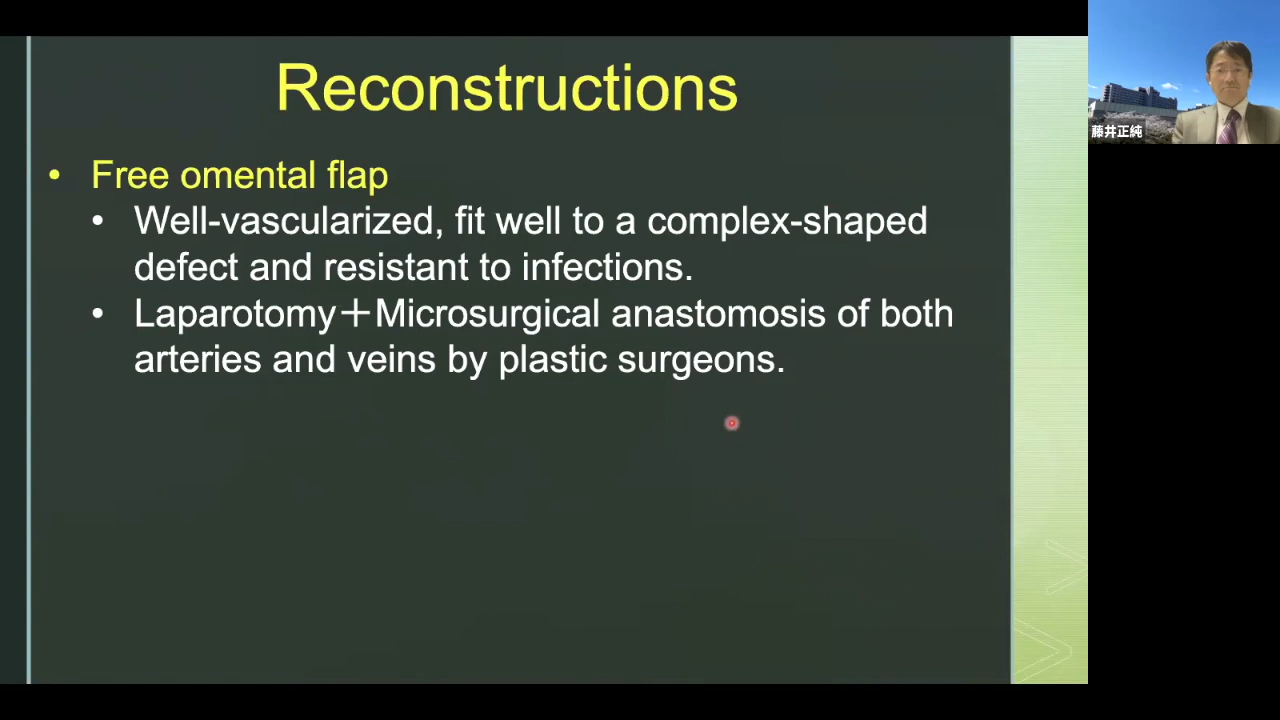 Reconstructions
• Free omental flap
• Well-vascularized, fit well to a complex-shaped
defect and resistant to infections.
• Laparotomy＋Microsurgical anastomosis of both
arteries and veins by plastic surgeons.
藤井正純